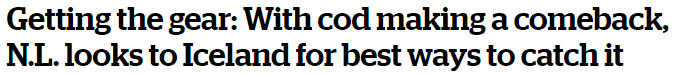 Getting the gear: With cod making a comeback,
N.L. looks to Iceland for best ways to catch it